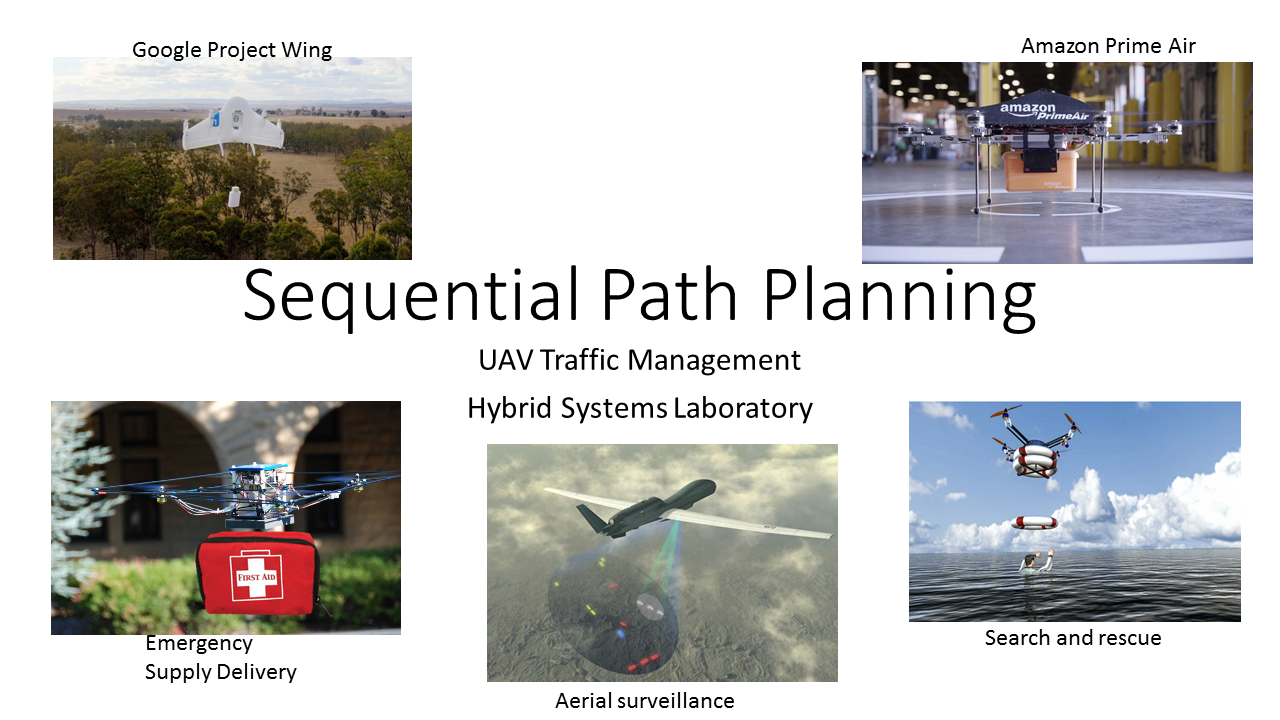 Google Project Wing
Amazon Prime Air
amazon
PrimeAir
Sequential Path Planning
UAV Traffic Management
Hybrid Systems Laboratory
FIRST AID
Emergency
Supply Delivery
Aerial surveillance
Search and rescue